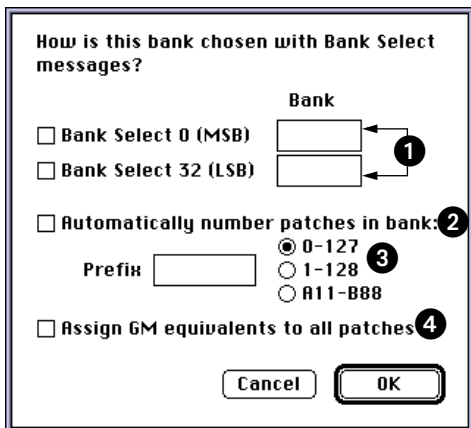 How is this bank chosen with Bank Select
messages?
Bank
Bank Select 0 (MSB)
Bank Select 32 (LSB)
1
Automatically number patches in bank: 2
0-127
Prefix
1-128
3
A11-B88
Assign GM equivalents to all patches 4
Cancel
OK